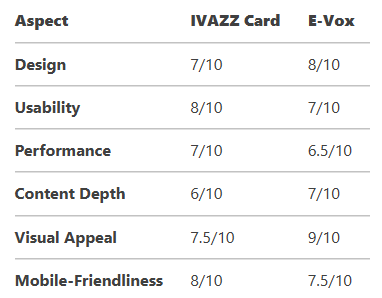 Aspect IVAZZ Card E-Vox
Design 7/10 8/10
Usability 8/10 7/10
Performance 7/10 6.5/10
Content Depth 6/10 7/10
Visual Appeal 7.5/10 9/10
Mobile-Friendliness 8/10 7.5/10